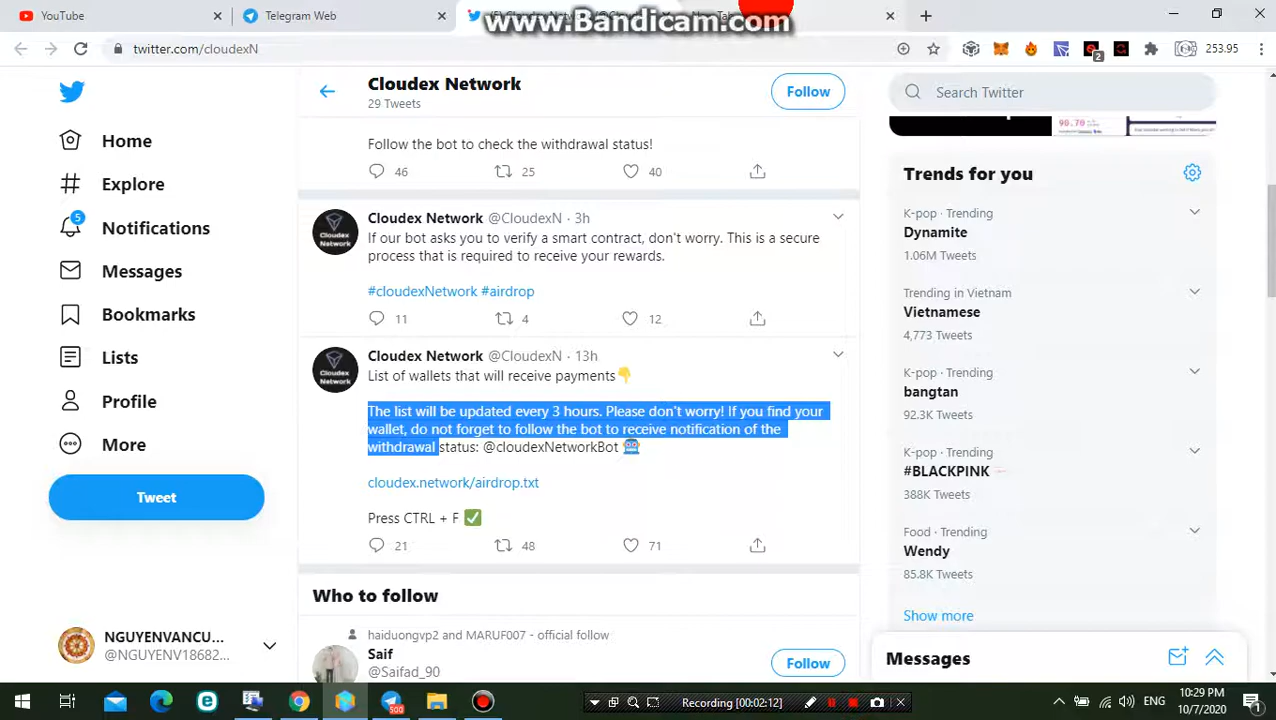 YouTube
Telegram Web
www.Bandicam.com
twitter.com/cloudexN
2
253.95
Cloudex Network
29 Tweets
Follow
Search Twitter
Home
Explore
5
Notifications
Messages
Bookmarks
Lists
Profile
More
Tweet
NGUYENVANCU...
@NGUYENV18682...
Follow the bot to check the withdrawal status!
46 25 40
Cloudex Network @CloudexN · 3h
If our bot asks you to verify a smart contract, don't worry. This is a secure
process that is required to receive your rewards.
#cloudexNetwork #airdrop
11 4 12
Cloudex Network @CloudexN · 13h
List of wallets that will receive payments👇
The list will be updated every 3 hours. Please don't worry! If you find your
wallet, do not forget to follow the bot to receive notification of the
withdrawal status: @cloudexNetworkBot 🤖
cloudex.network/airdrop.txt
Press CTRL + F ✅
21 48 71
Who to follow
haiduongvp2 and MARUF007 - official follow
Saif
@Saifad_90
Follow
90.70
Trends for you
K-pop · Trending
Dynamite
1.06M Tweets
Trending in Vietnam
Vietnamese
4,773 Tweets
K-pop · Trending
bangtan
92.3K Tweets
K-pop · Trending
#BLACKPINK
388K Tweets
Food · Trending
Wendy
85.8K Tweets
Show more
Messages
500
Recording [00:02:12]
ENG
10:29 PM
10/7/2020
1